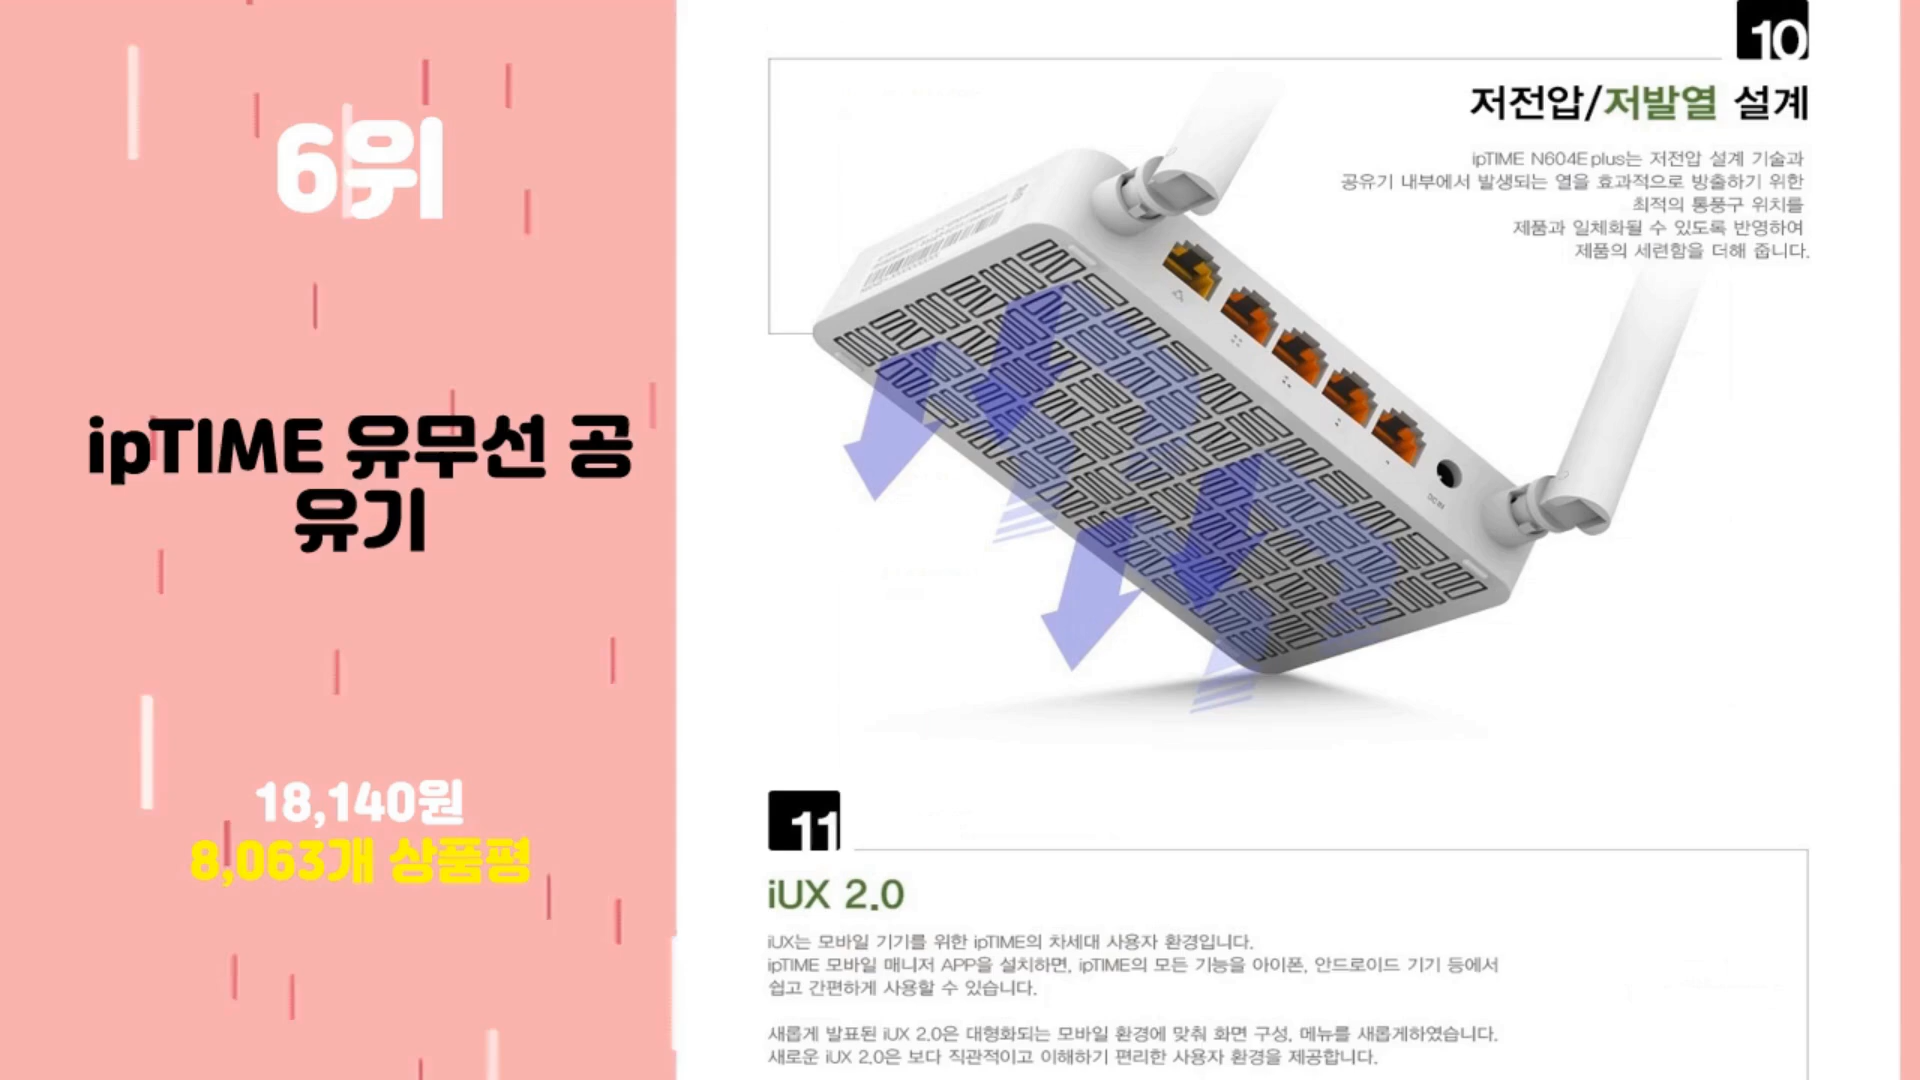 6위
ipTIME 유무선 공
유기
18,140원
8,063개 상품평
10
저전압/저발열 설계
ipTIME N604E plus는 저전압 설계 기술과
공유기 내부에서 발생되는 열을 효과적으로 방출하기 위한
최적의 통풍구 위치를
제품과 일체화될 수 있도록 반영하여
제품의 세련함을 더해 줍니다.
DC IN
11
iUX 2.0
iUX는 모바일 기기를 위한 ipTIME의 차세대 사용자 환경입니다.
ipTIME 모바일 매니저 APP을 설치하면, ipTIME의 모든 기능을 아이폰, 안드로이드 기기 등에서
쉽고 간편하게 사용할 수 있습니다.
새롭게 발표된 iUX 2.0은 대형화되는 모바일 환경에 맞춰 화면 구성, 메뉴를 새롭게하였습니다.
새로운 iUX 2.0은 보다 직관적이고 이해하기 편리한 사용자 환경을 제공합니다.